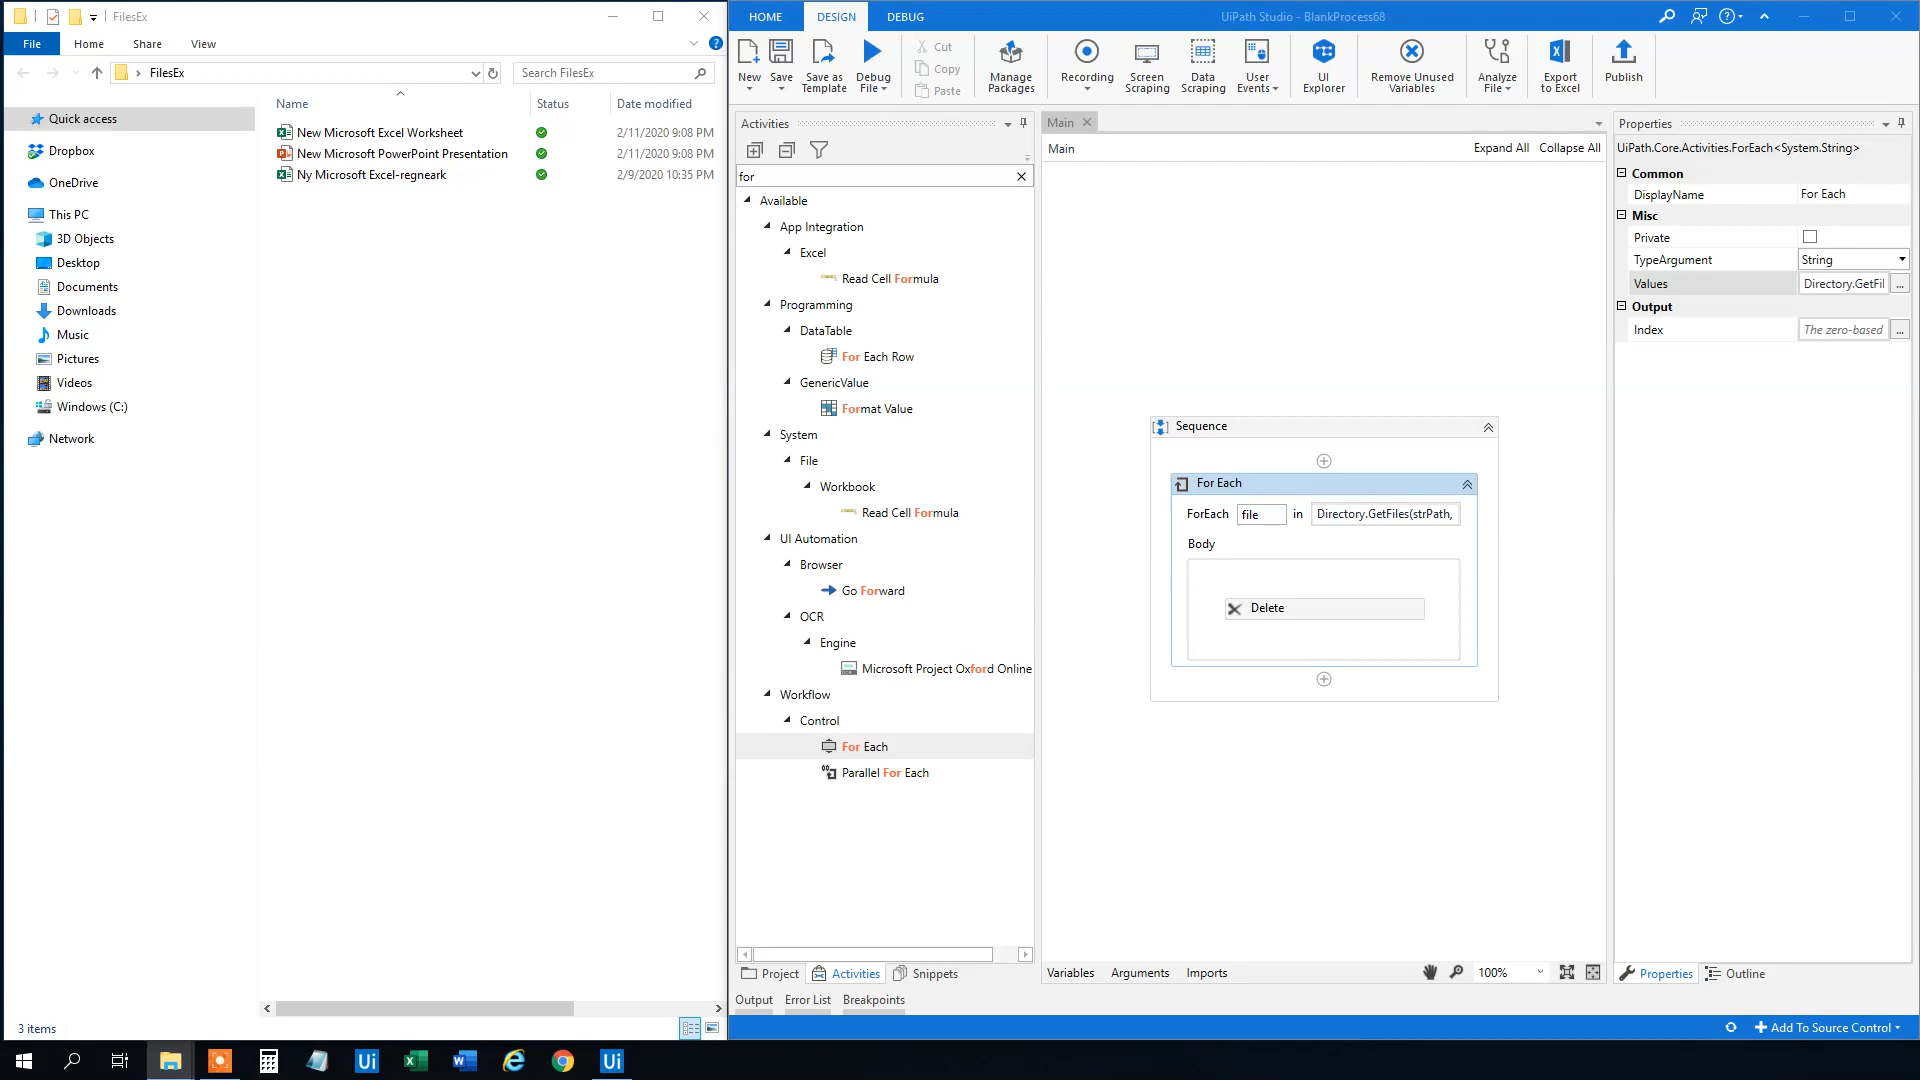 FilesEx
File Home Share View
FilesEx
Search FilesEx
Name Status Date modified
New Microsoft Excel Worksheet 2/11/2020 9:08 PM
New Microsoft PowerPoint Presentation 2/11/2020 9:08 PM
Ny Microsoft Excel-regneark 2/9/2020 10:35 PM
Quick access
Dropbox
OneDrive
This PC
3D Objects
Desktop
Documents
Downloads
Music
Pictures
Videos
Windows (C:)
Network
3 items
HOME DESIGN DEBUG
UiPath Studio - BlankProcess68
New
Save
Save as Template
Debug File
Cut
Copy
Paste
Manage Packages
Recording
Screen Scraping
Data Scraping
User Events
UI Explorer
Remove Unused Variables
Analyze File
Export to Excel
Publish
Activities
for
Available
App Integration
Excel
Read Cell Formula
Programming
DataTable
For Each Row
GenericValue
Format Value
System
File
Workbook
Read Cell Formula
UI Automation
Browser
Go Forward
OCR
Engine
Microsoft Project Oxford Online
Workflow
Control
For Each
Parallel For Each
Project Activities Snippets
Output Error List Breakpoints
Main
Main Expand All Collapse All
Sequence
For Each
ForEach file in Directory.GetFiles(strPath,
Body
Delete
Variables Arguments Imports 100%
Properties
UiPath.Core.Activities.ForEach<System.String>
Common
DisplayName For Each
Misc
Private
TypeArgument String
Values Directory.GetFil ...
Output
Index The zero-based ...
Properties Outline
Add To Source Control
Ui
Ui